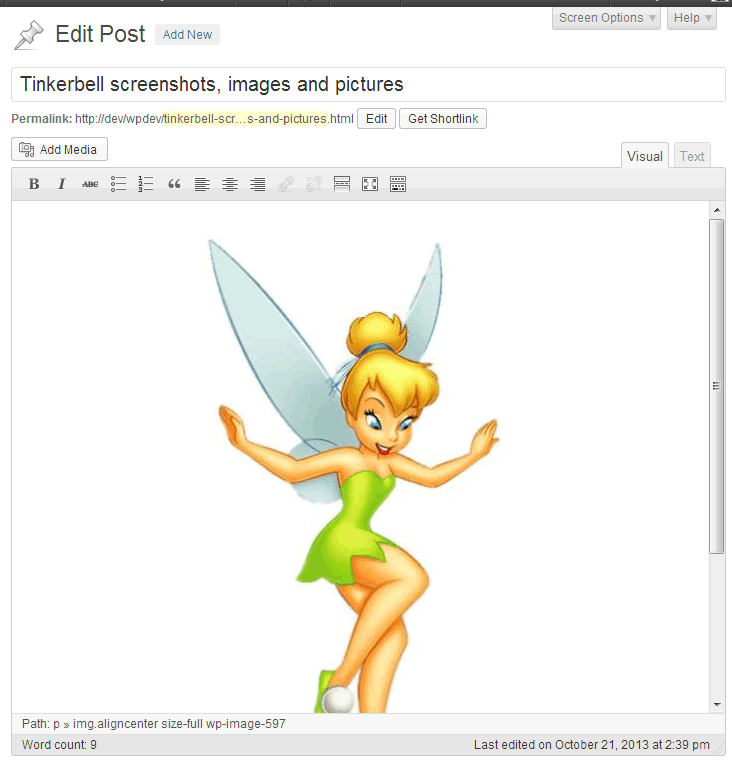 Screen Options Help
Edit Post Add New
Tinkerbell screenshots, images and pictures
Permalink: http://dev/wpdev/tinkerbell-scr…s-and-pictures.html Edit Get Shortlink
Add Media
Visual Text
B I ABC
Path: p » img.aligncenter size-full wp-image-597
Word count: 9 Last edited on October 21, 2013 at 2:39 pm